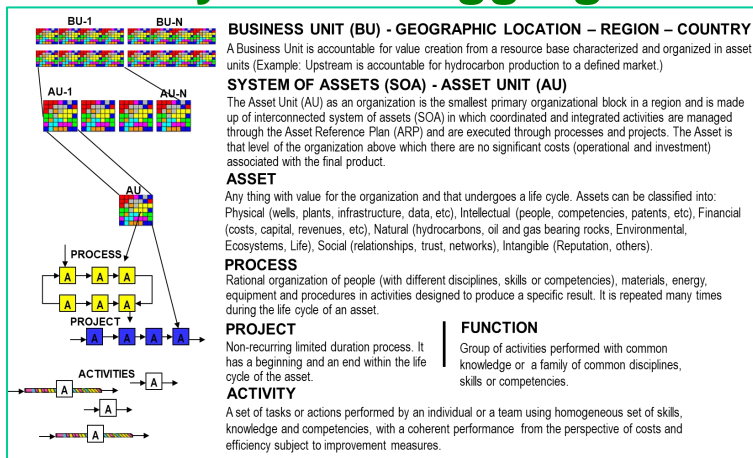 BU-1 BU-N
AU-1 AU-N
AU
PROCESS
A A A
A A A
PROJECT
A A A A
ACTIVITIES
A
A
A
A
BUSINESS UNIT (BU) - GEOGRAPHIC LOCATION – REGION – COUNTRY
A Business Unit is accountable for value creation from a resource base characterized and organized in asset
units (Example: Upstream is accountable for hydrocarbon production to a defined market.)
SYSTEM OF ASSETS (SOA) - ASSET UNIT (AU)
The Asset Unit (AU) as an organization is the smallest primary organizational block in a region and is made
up of interconnected system of assets (SOA) in which coordinated and integrated activities are managed
through the Asset Reference Plan (ARP) and are executed through processes and projects. The Asset is
that level of the organization above which there are no significant costs (operational and investment)
associated with the final product.
ASSET
Any thing with value for the organization and that undergoes a life cycle. Assets can be classified into:
Physical (wells, plants, infrastructure, data, etc), Intellectual (people, competencies, patents, etc), Financial
(costs, capital, revenues, etc), Natural (hydrocarbons, oil and gas bearing rocks, Environmental,
Ecosystems, Life), Social (relationships, trust, networks), Intangible (Reputation, others).
PROCESS
Rational organization of people (with different disciplines, skills or competencies), materials, energy,
equipment and procedures in activities designed to produce a specific result. It is repeated many times
during the life cycle of an asset.
PROJECT
Non-recurring limited duration process. It
has a beginning and an end within the life
cycle of the asset.
FUNCTION
Group of activities performed with common
knowledge or a family of common disciplines,
skills or competencies.
ACTIVITY
A set of tasks or actions performed by an individual or a team using homogeneous set of skills,
knowledge and competencies, with a coherent performance from the perspective of costs and
efficiency subject to improvement measures.